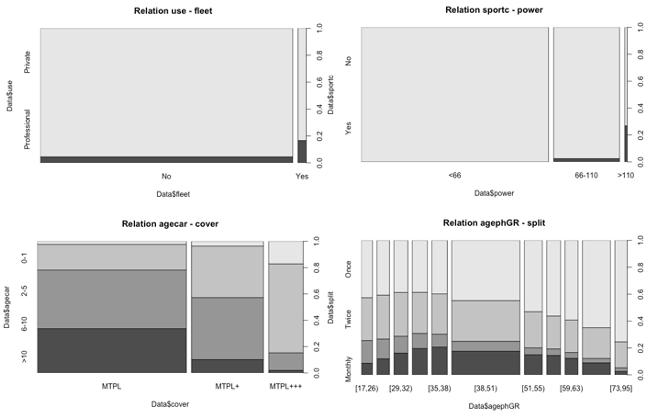 Relation use - fleet
Data$use
Professional
Private
0.0
0.2
0.4
0.6
0.8
1.0
No
Yes
Data$fleet
Relation sportc - power
Data$sportc
Yes
No
0.0
0.2
0.4
0.6
0.8
1.0
<66
66-110
>110
Data$power
Relation agecar - cover
Data$agecar
>10
6-10
2-5
0-1
0.0
0.2
0.4
0.6
0.8
1.0
MTPL
MTPL+
MTPL+++
Data$cover
Relation agephGR - split
Data$split
Monthly
Twice
Once
0.0
0.2
0.4
0.6
0.8
1.0
[17,26)
[29,32)
[35,38)
[38,51)
[51,55)
[59,63)
[73,95]
Data$agephGR